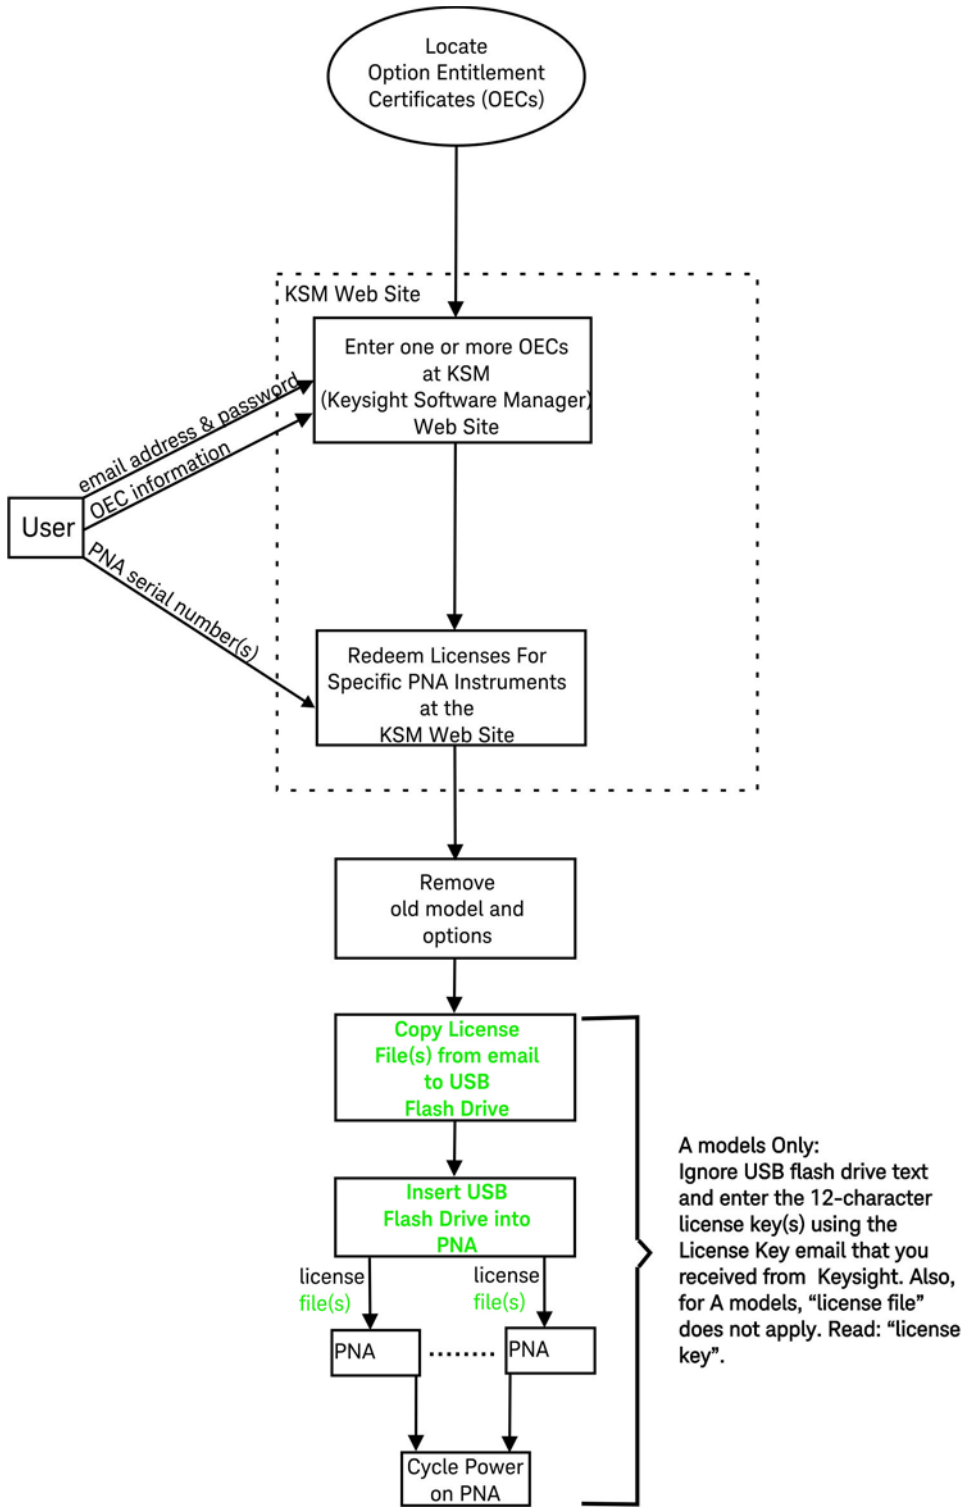 Locate
Option Entitlement
Certificates (OECs)
KSM Web Site
Enter one or more OECs
at KSM
(Keysight Software Manager)
Web Site
email address & password
OEC information
User
PNA serial number(s)
Redeem Licenses For
Specific PNA Instruments
at the
KSM Web Site
Remove
old model and
options
Copy License
File(s) from email
to USB
Flash Drive
Insert USB
Flash Drive into
PNA
license
file(s)
license
file(s)
PNA
PNA
Cycle Power
on PNA
A models Only:
Ignore USB flash drive text
and enter the 12-character
license key(s) using the
License Key email that you
received from Keysight. Also,
for A models, “license file”
does not apply. Read: “license
key”.